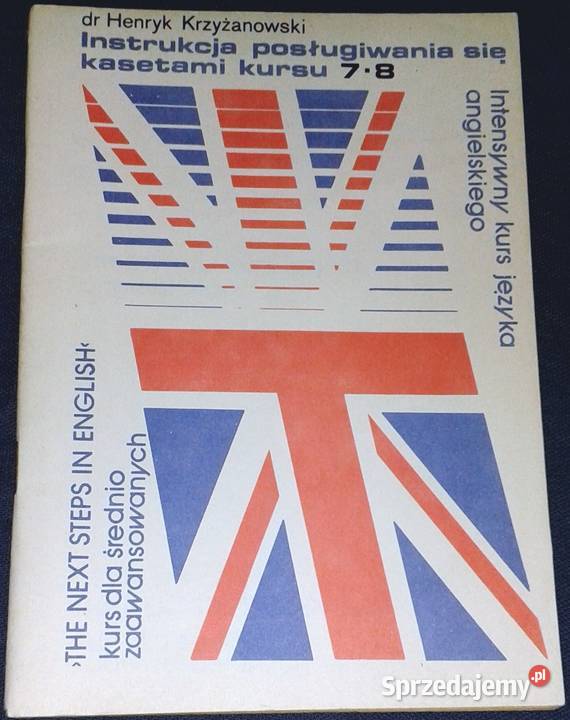 dr Henryk Krzyżanowski
Instrukcja posługiwania się
kasetami kursu 7·8
Intensywny kurs języka
angielskiego
›THE NEXT STEPS IN ENGLISH‹
kurs dla średnio
zaawansowanych
Sprzedajemy.pl